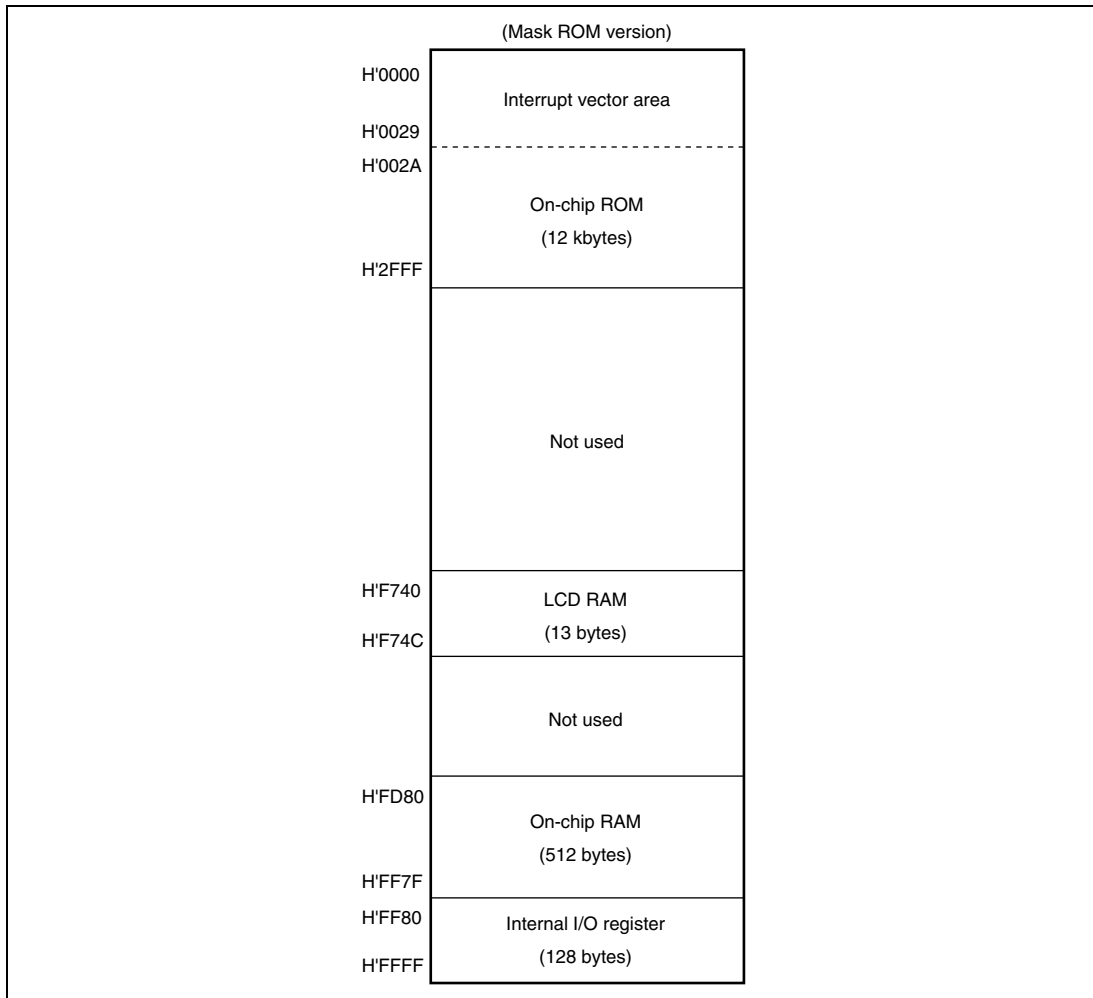 (Mask ROM version)
H'0000
Interrupt vector area
H'0029
H'002A
On-chip ROM
(12 kbytes)
H'2FFF
Not used
H'F740
LCD RAM
(13 bytes)
H'F74C
Not used
H'FD80
On-chip RAM
(512 bytes)
H'FF7F
H'FF80
Internal I/O register
(128 bytes)
H'FFFF